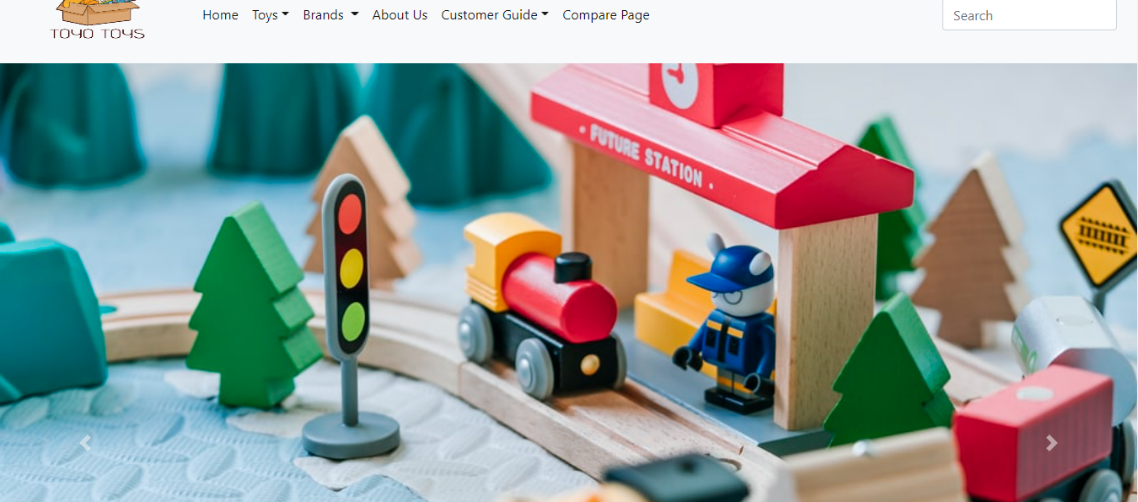 Home Toys Brands About Us Customer Guide Compare Page Search
TOYO TOYS
• FUTURE STATION •